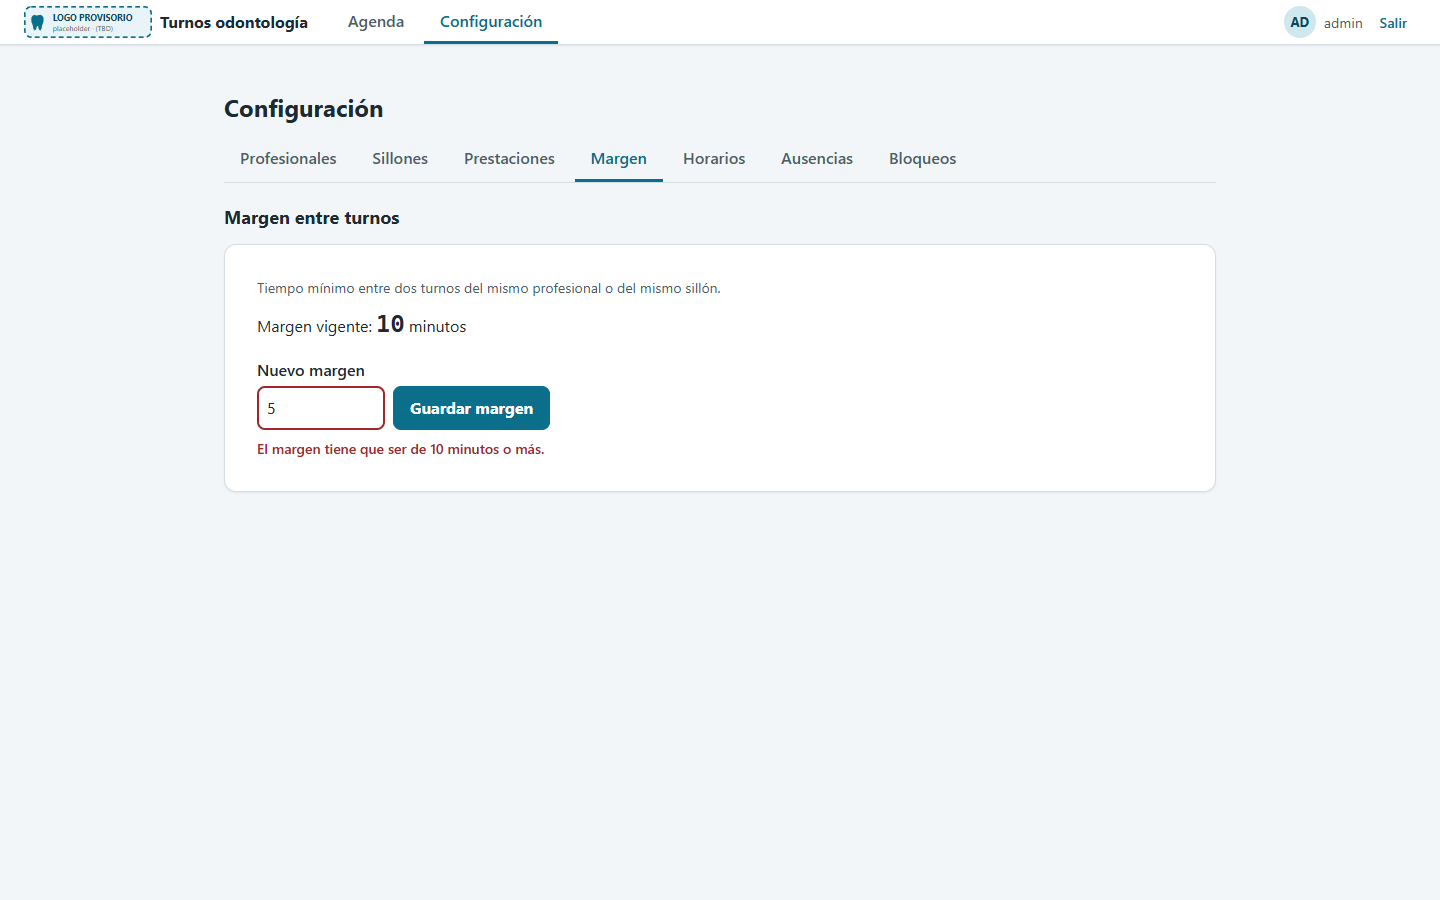 LOGO PROVISORIO
placeholder · (TBD)
Turnos odontología
Agenda
Configuración
AD
admin
Salir
Configuración
Profesionales
Sillones
Prestaciones
Margen
Horarios
Ausencias
Bloqueos
Margen entre turnos
Tiempo mínimo entre dos turnos del mismo profesional o del mismo sillón.
Margen vigente: 10 minutos
Nuevo margen
5
Guardar margen
El margen tiene que ser de 10 minutos o más.